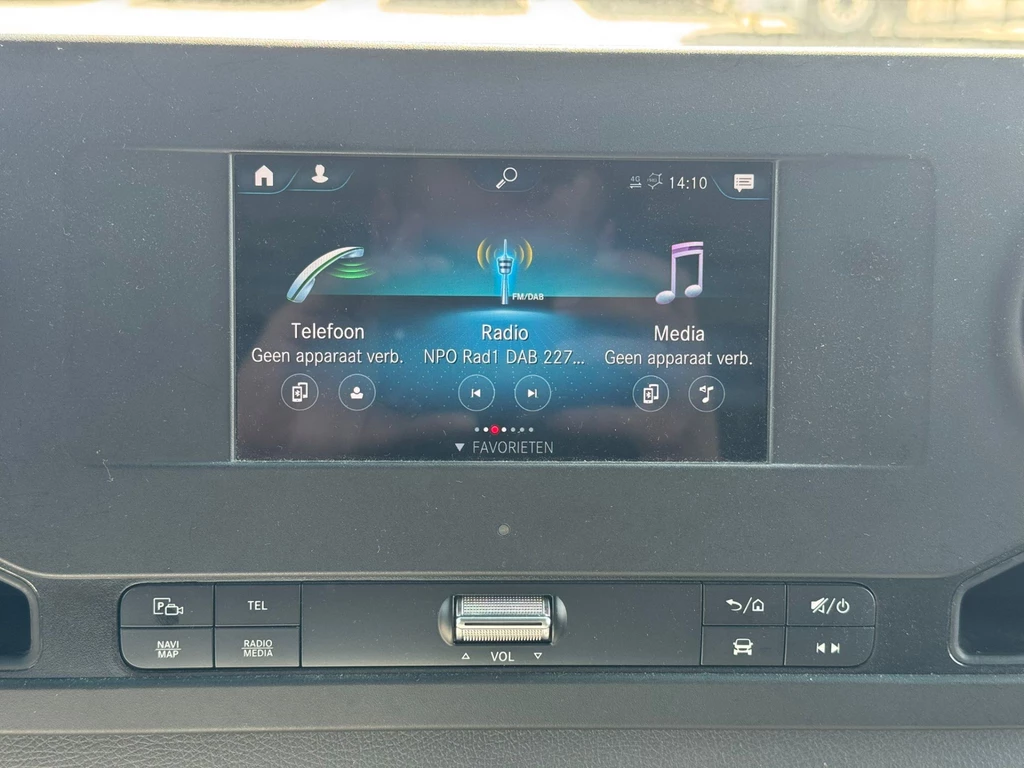 4G
14:10
FM/DAB
Telefoon
Geen apparaat verb.
Radio
NPO Rad1 DAB 227...
Media
Geen apparaat verb.
FAVORIETEN
P
TEL
NAVI
MAP
RADIO
MEDIA
VOL